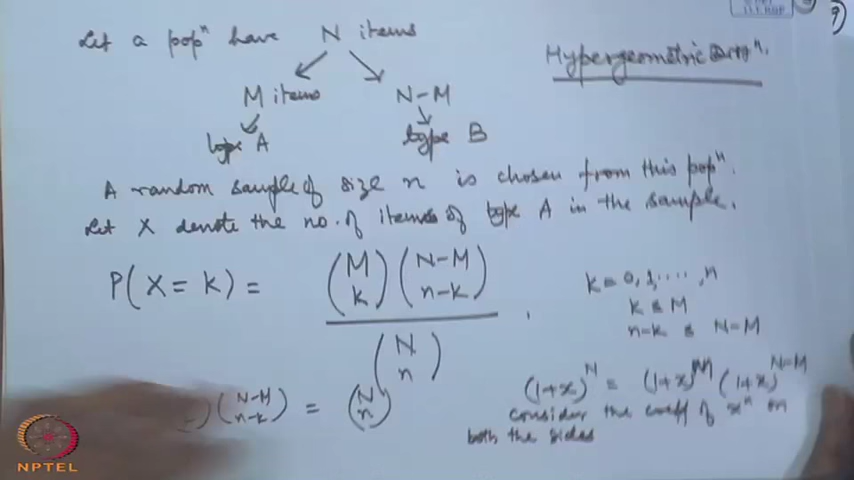 9
Let a popⁿ have N items
Hypergeometric Distⁿ.
M items N-M
type A type B
A random sample of size n is chosen from this popⁿ.
Let X denote the no. of items of type A in the sample.
P(X = k) = (M k) (N-M n-k) / (N n) , k = 0, 1, ...., n
k ≤ M
n-k ≤ N-M
(N-M n-k) = (N n)
(1+x)^N = (1+x)^M (1+x)^{N-M}
consider the coeff of xⁿ on
both the sides
NPTEL